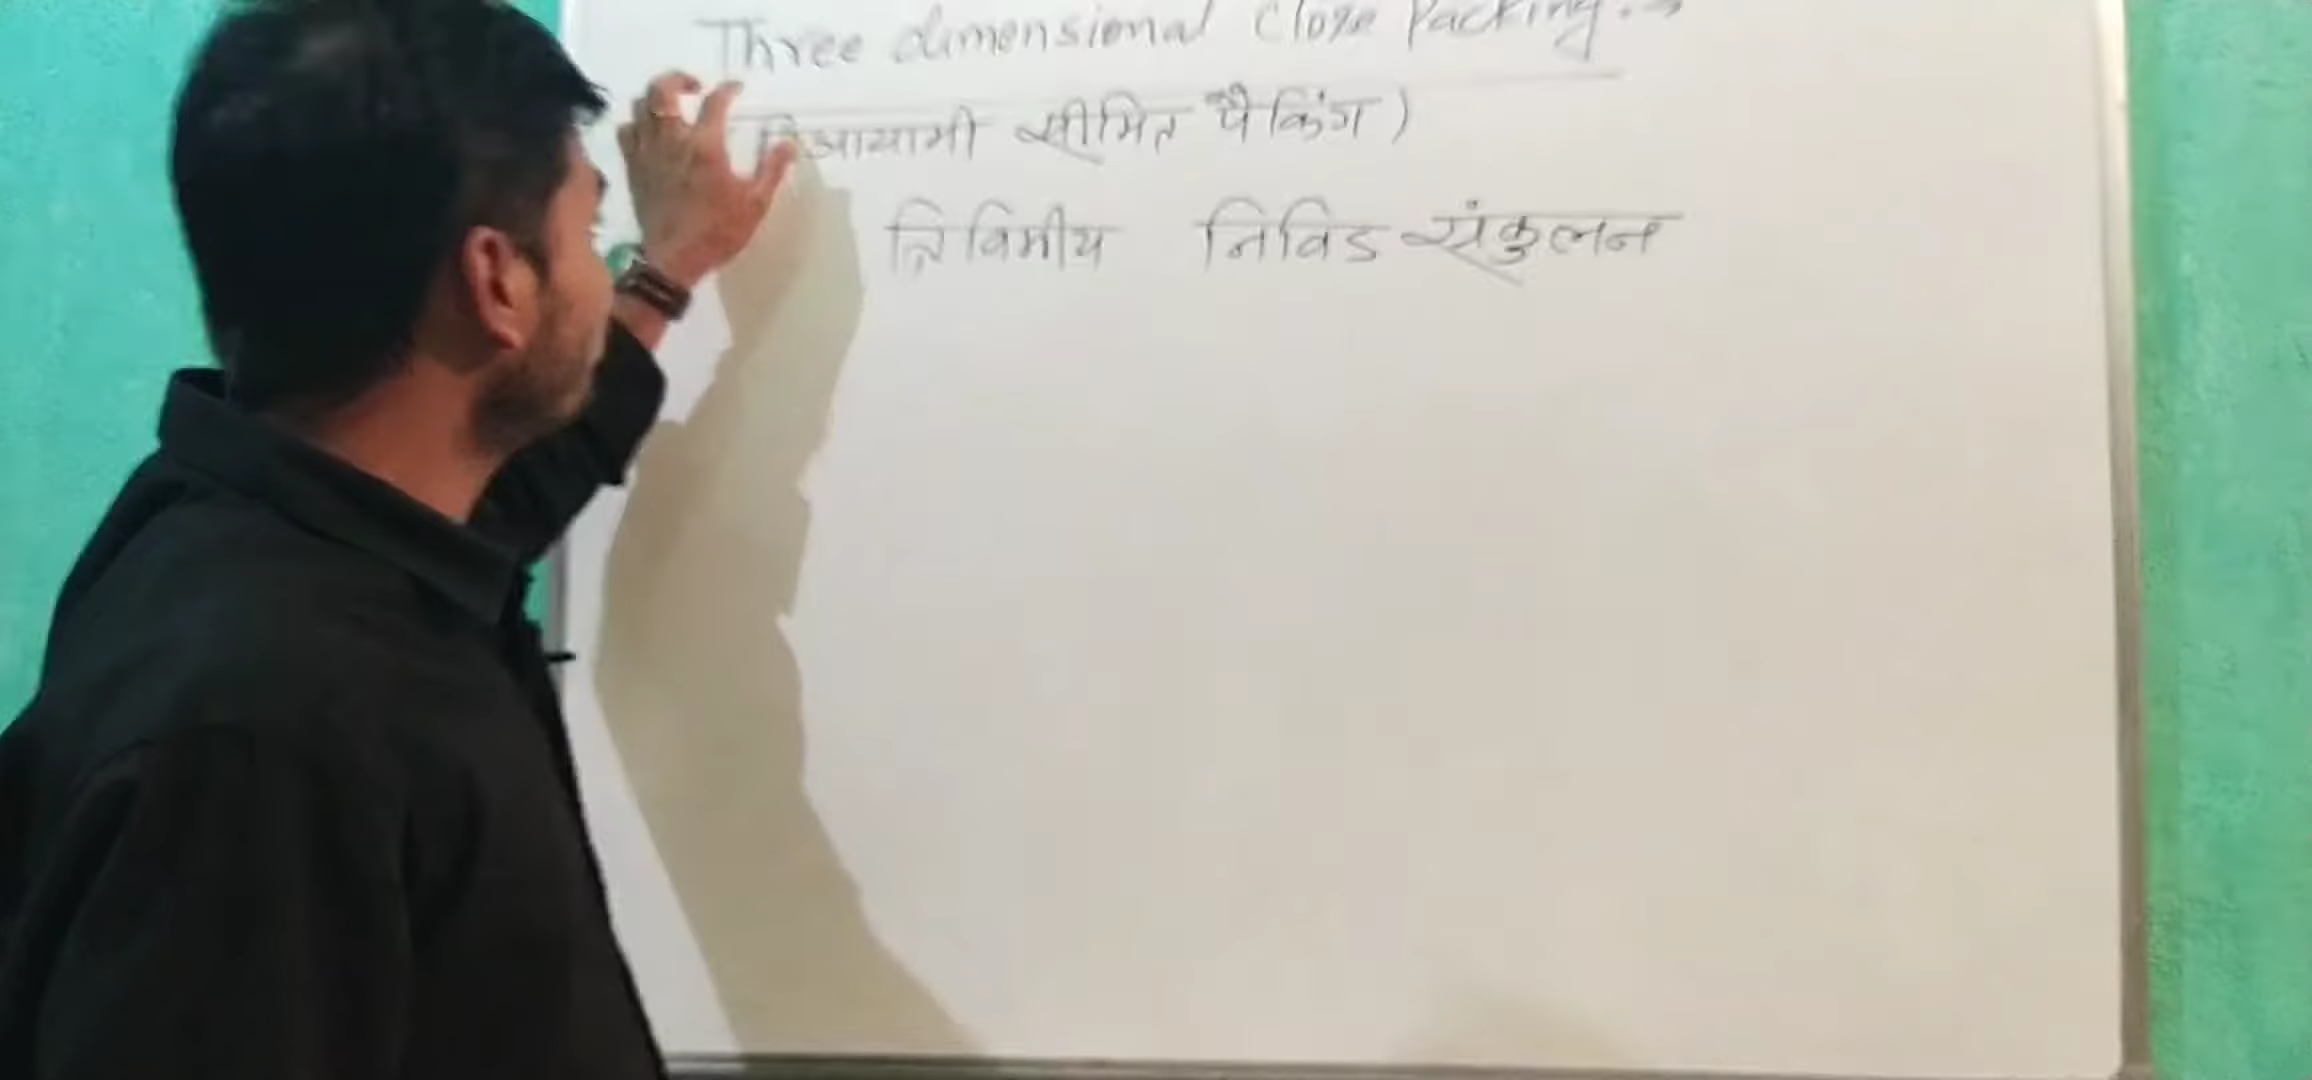 Three dimensional Close Packing :→
त्रिआयामी सीमित पैकिंग )
त्रिविमीय निविड संकुलन